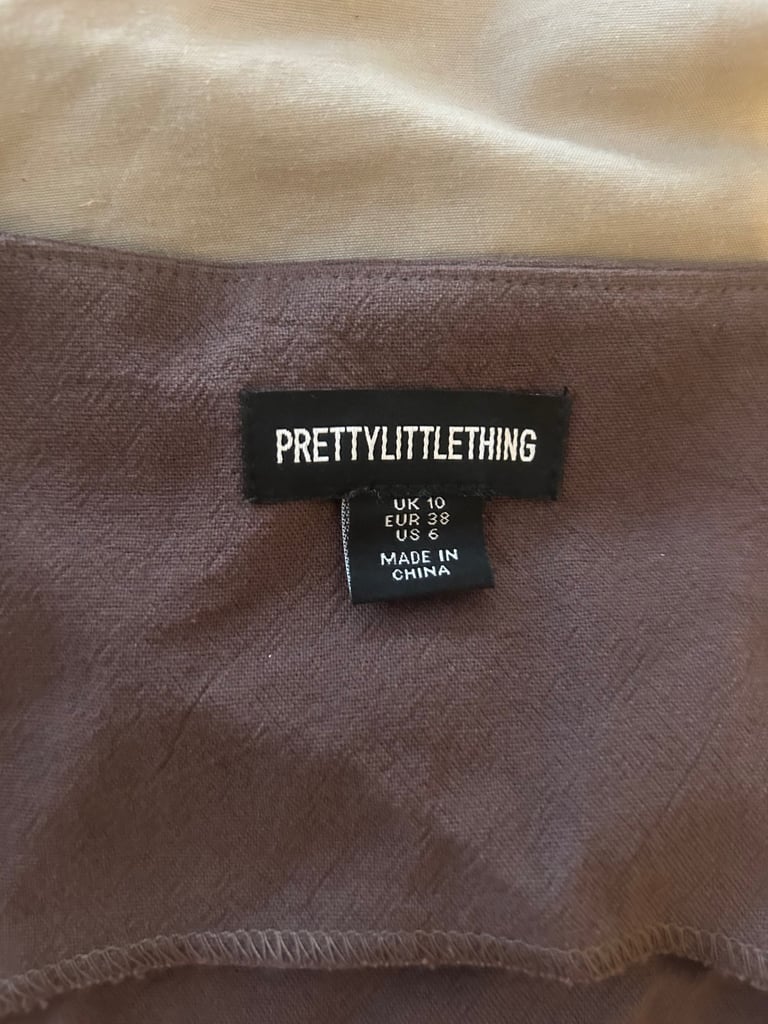 PRETTYLITTLETHING
UK 10
EUR 38
US 6
MADE IN
CHINA